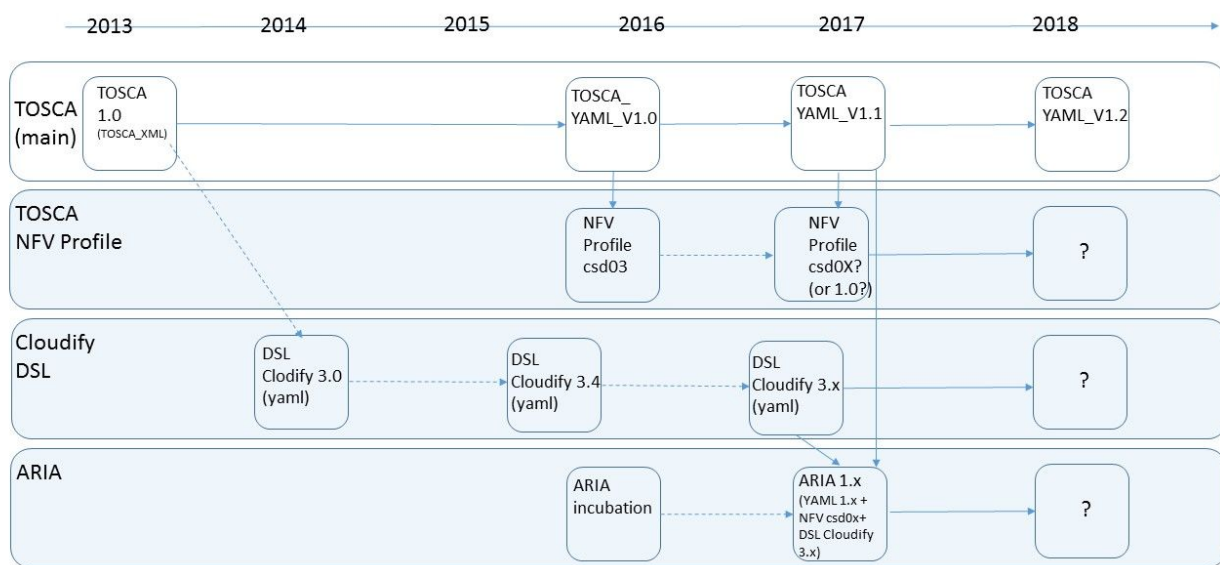 2013 2014 2015 2016 2017 2018
TOSCA
(main)
TOSCA
1.0
(TOSCA_XML)
TOSCA_
YAML_V1.0
TOSCA
YAML_V1.1
TOSCA
YAML_V1.2
TOSCA
NFV Profile
NFV
Profile
csd03
NFV
Profile
csd0X?
(or 1.0?)
?
Cloudify
DSL
DSL
Clodify 3.0
(yaml)
DSL
Cloudify 3.4
(yaml)
DSL
Cloudify 3.x
(yaml)
?
ARIA
ARIA
incubation
ARIA 1.x
(YAML 1.x +
NFV csd0x+
DSL Cloudify
3.x)
?